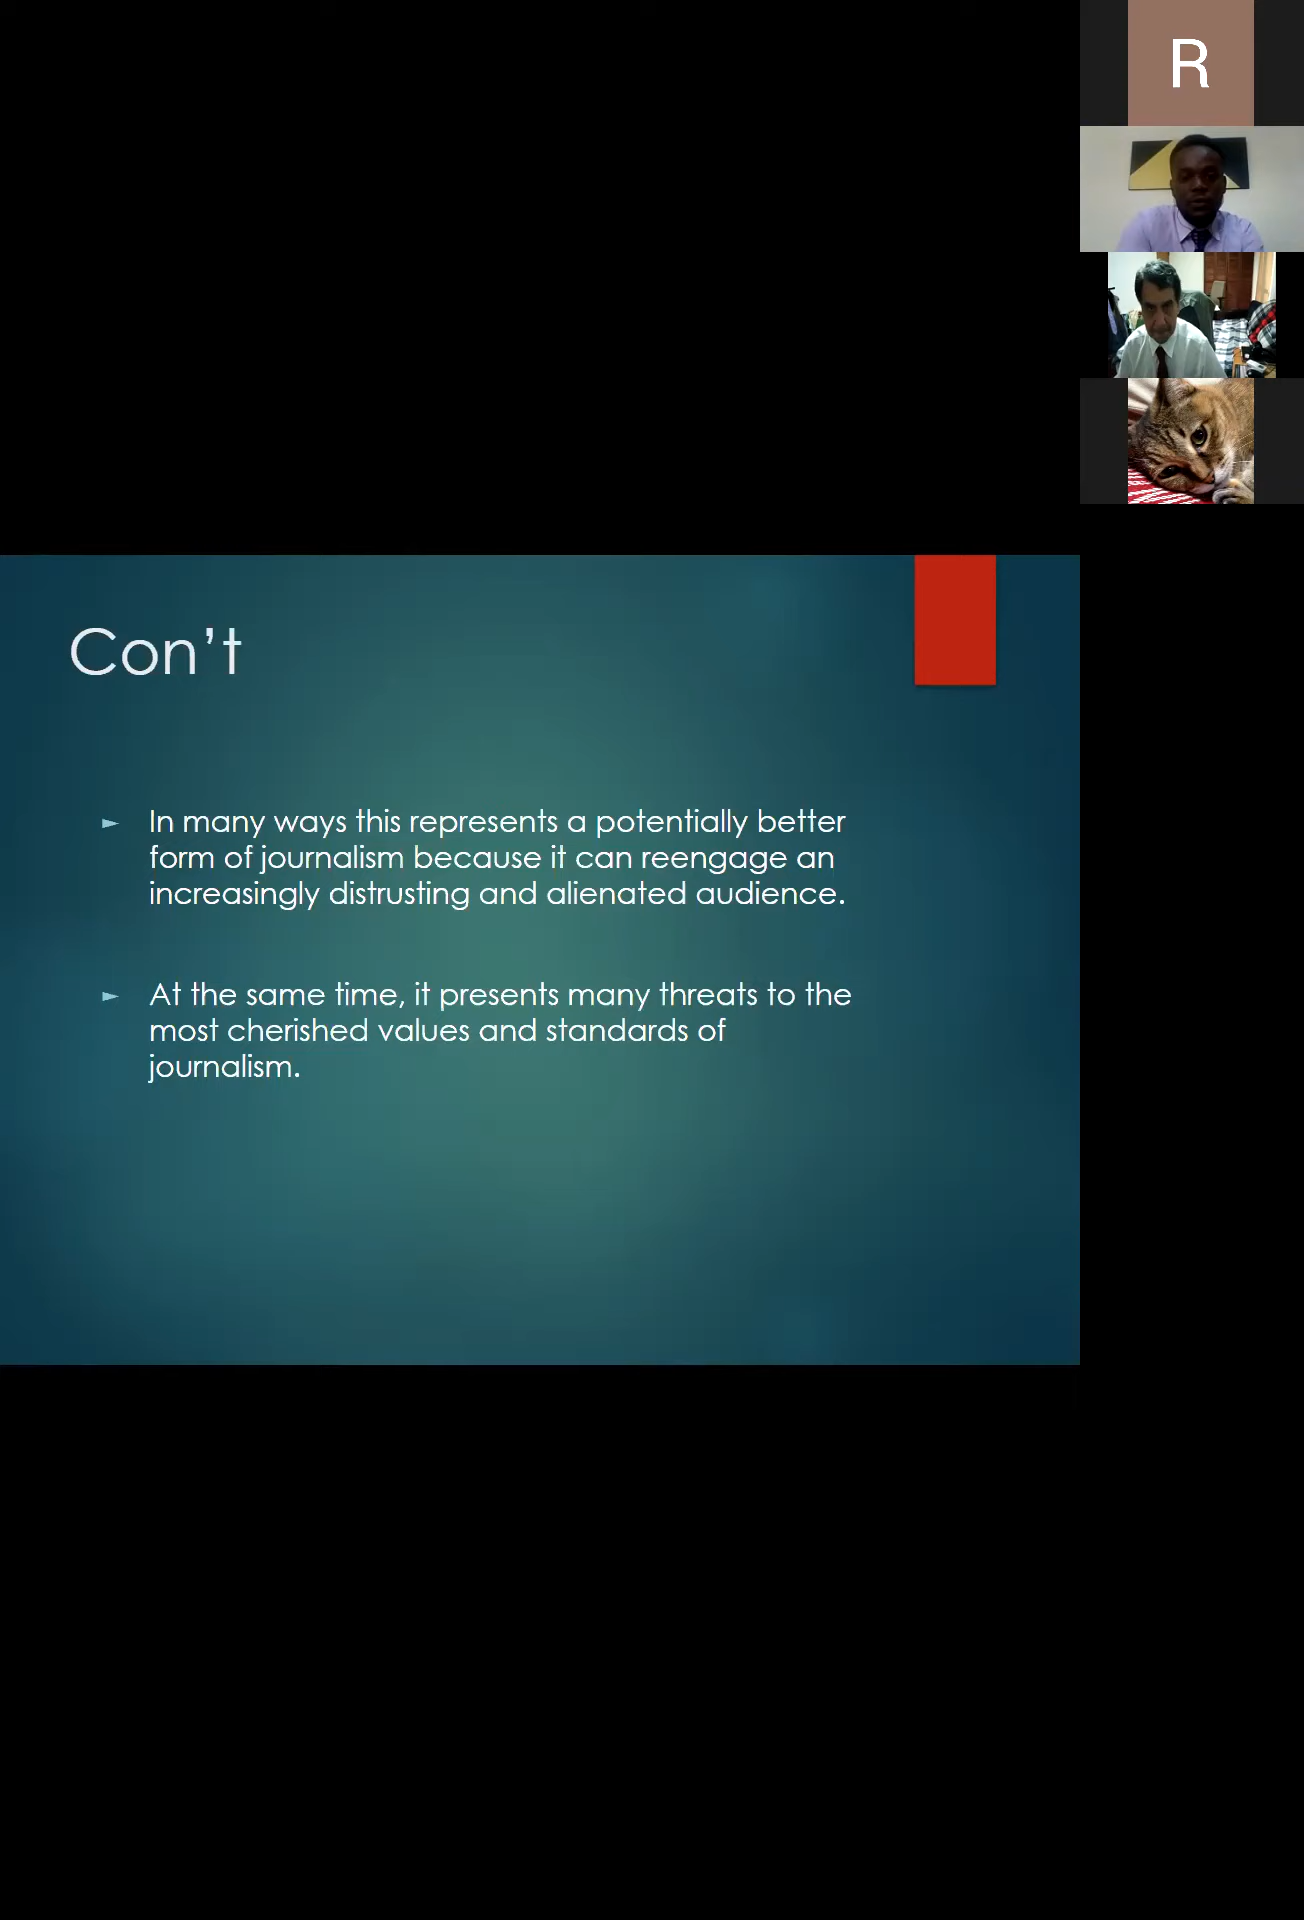 R
Con’t
► In many ways this represents a potentially better
form of journalism because it can reengage an
increasingly distrusting and alienated audience.
► At the same time, it presents many threats to the
most cherished values and standards of
journalism.